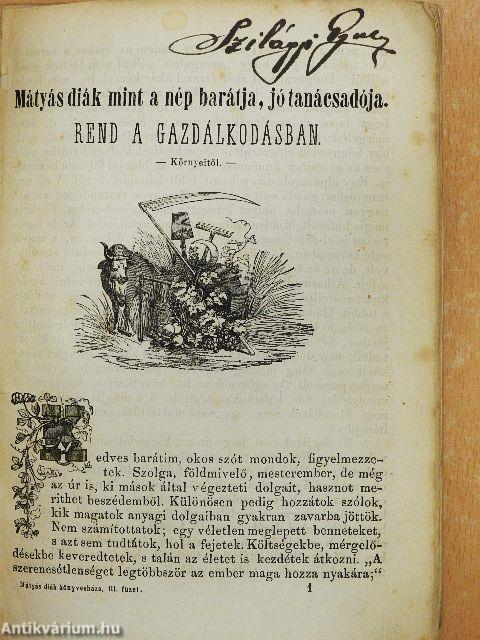 Szilágyi
Mátyás diák mint a nép barátja, jó tanácsadója.
REND A GAZDÁLKODÁSBAN.
— Környeitől. —
edves barátim, okos szót mondok, figyelmezze-
tek. Szolga, földmivelő, mesterember, de még
az úr is, ki mások által végezteti dolgait, hasznot me-
rithet beszédemből. Különösen pedig hozzátok szólok,
kik magatok anyagi dolgaiban gyakran zavarba jöttök.
Nem számítottatok; egy véletlen meglepett benneteket,
s azt sem tudtátok, hol a fejetek. Költségekbe, mérgelő-
désekbe keveredtetek, s talán az életet is kezdétek átkozni. „A
szerencsétlenséget legtöbbször az ember maga hozza nyakára;“
Mátyás diák könyvesháza, III. füzet.
1
© Antikvárium.hu